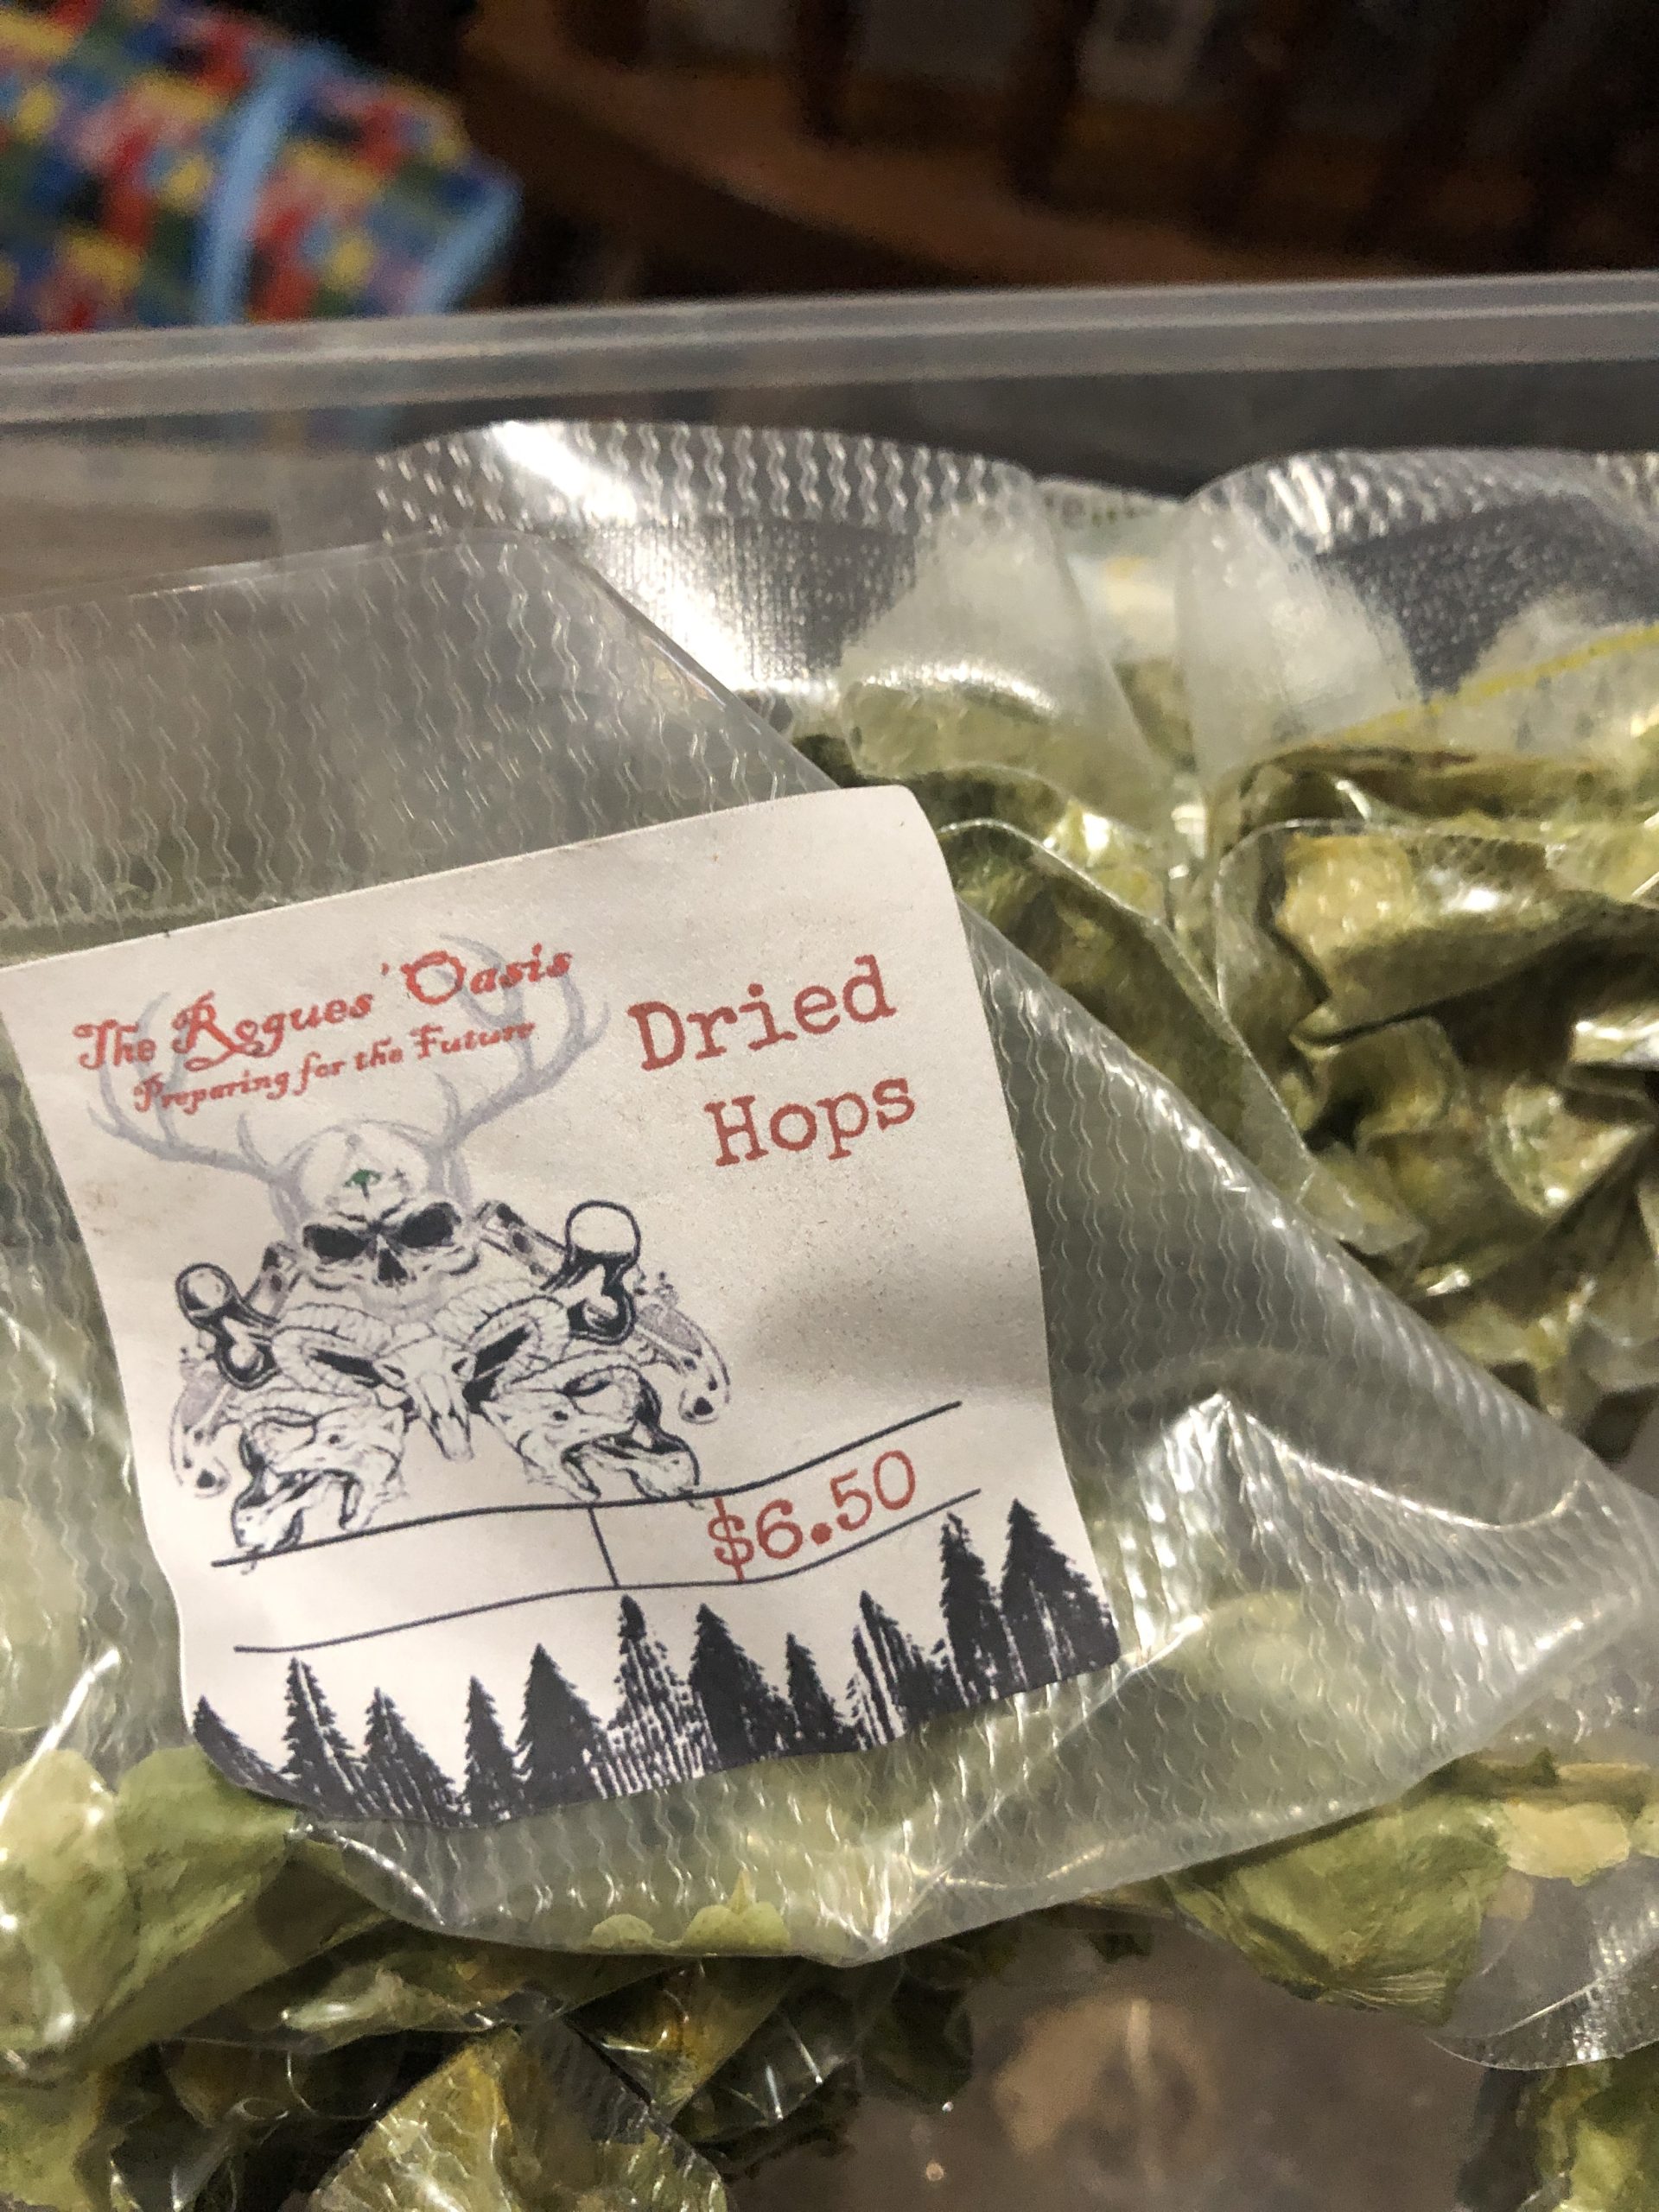 The Rogues' Oasis
Preparing for the Future
Dried
Hops
$6.50